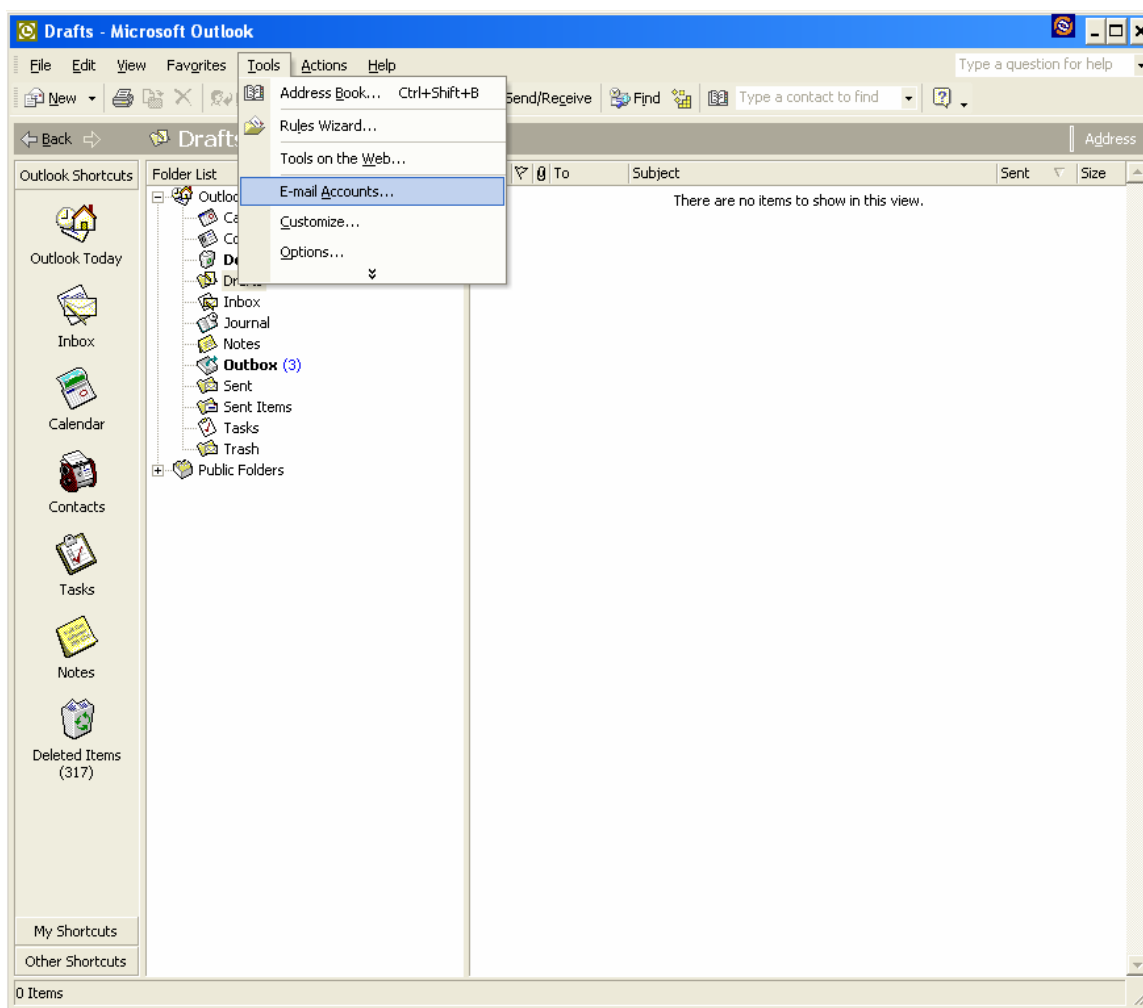 Drafts - Microsoft Outlook
File Edit View Favorites Tools Actions Help
Type a question for help
New
Send/Receive Find Type a contact to find
Address Book... Ctrl+Shift+B
Rules Wizard...
Tools on the Web...
E-mail Accounts...
Customize...
Options...
Back
Drafts
Address
Outlook Shortcuts
Outlook Today
Inbox
Calendar
Contacts
Tasks
Notes
Deleted Items
(317)
My Shortcuts
Other Shortcuts
Folder List
Drafts
Inbox
Journal
Notes
Outbox (3)
Sent
Sent Items
Tasks
Trash
Public Folders
To Subject Sent Size
There are no items to show in this view.
0 Items